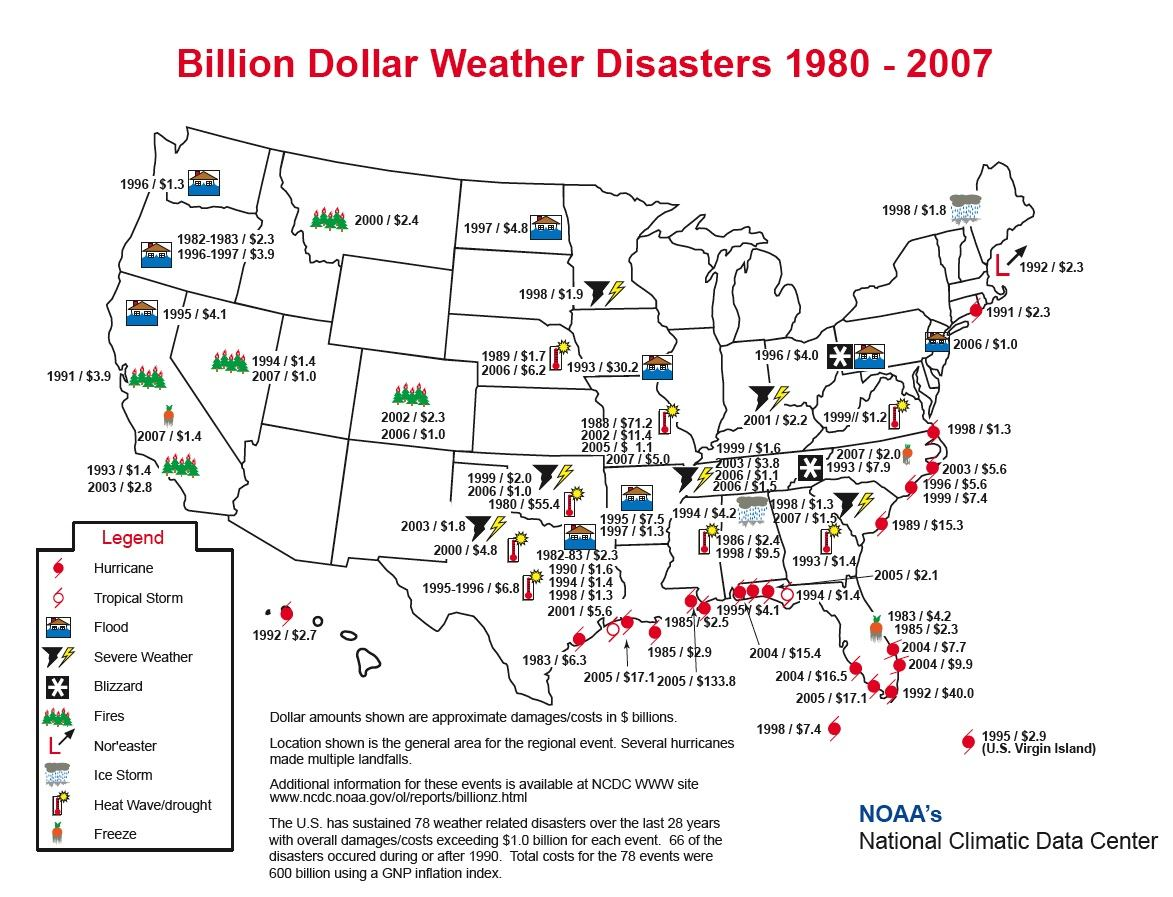 Billion Dollar Weather Disasters 1980 - 2007
1996 / $1.3
2000 / $2.4
1997 / $4.8
1998 / $1.8
1982-1983 / $2.3
1996-1997 / $3.9
L
1992 / $2.3
1998 / $1.9
1995 / $4.1
1991 / $2.3
2006 / $1.0
1994 / $1.4
2007 / $1.0
1989 / $1.7
2006 / $6.2
1993 / $30.2
1996 / $4.0
1991 / $3.9
2002 / $2.3
2006 / $1.0
2001 / $2.2
1999// $1.2
1988 / $71.2
2002 / $11.4
2005 / $ 1.1
2007 / $5.0
1998 / $1.3
2007 / $1.4
1999 / $1.6
2003 / $3.8
2006 / $1.1
2006 / $1.5
2007 / $2.0
1993 / $7.9
1993 / $1.4
2003 / $2.8
2003 / $5.6
1996 / $5.6
1999 / $7.4
1999 / $2.0
2006 / $1.0
1980 / $55.4
1995 / $7.5
1997 / $1.3
1994 / $4.2
1998 / $1.3
2007 / $1.5
2003 / $1.8
2000 / $4.8
1986 / $2.4
1998 / $9.5
1989 / $15.3
1993 / $1.4
1982-83 / $2.3
1990 / $1.6
1994 / $1.4
1998 / $1.3
2001 / $5.6
1995-1996 / $6.8
2005 / $2.1
1994 / $1.4
1995 / $4.1
1985 / $2.5
1983 / $4.2
1985 / $2.3
1992 / $2.7
2004 / $7.7
2004 / $9.9
1985 / $2.9
2004 / $15.4
1983 / $6.3
2005 / $17.1
2005 / $133.8
2004 / $16.5
2005 / $17.1
1992 / $40.0
1998 / $7.4
1995 / $2.9
(U.S. Virgin Island)
Legend
Hurricane
Tropical Storm
Flood
Severe Weather
Blizzard
Fires
L Nor'easter
Ice Storm
Heat Wave/drought
Freeze
Dollar amounts shown are approximate damages/costs in $ billions.
Location shown is the general area for the regional event. Several hurricanes
made multiple landfalls.
Additional information for these events is available at NCDC WWW site
www.ncdc.noaa.gov/ol/reports/billionz.html
The U.S. has sustained 78 weather related disasters over the last 28 years
with overall damages/costs exceeding $1.0 billion for each event. 66 of the
disasters occured during or after 1990. Total costs for the 78 events were
600 billion using a GNP inflation index.
NOAA's
National Climatic Data Center